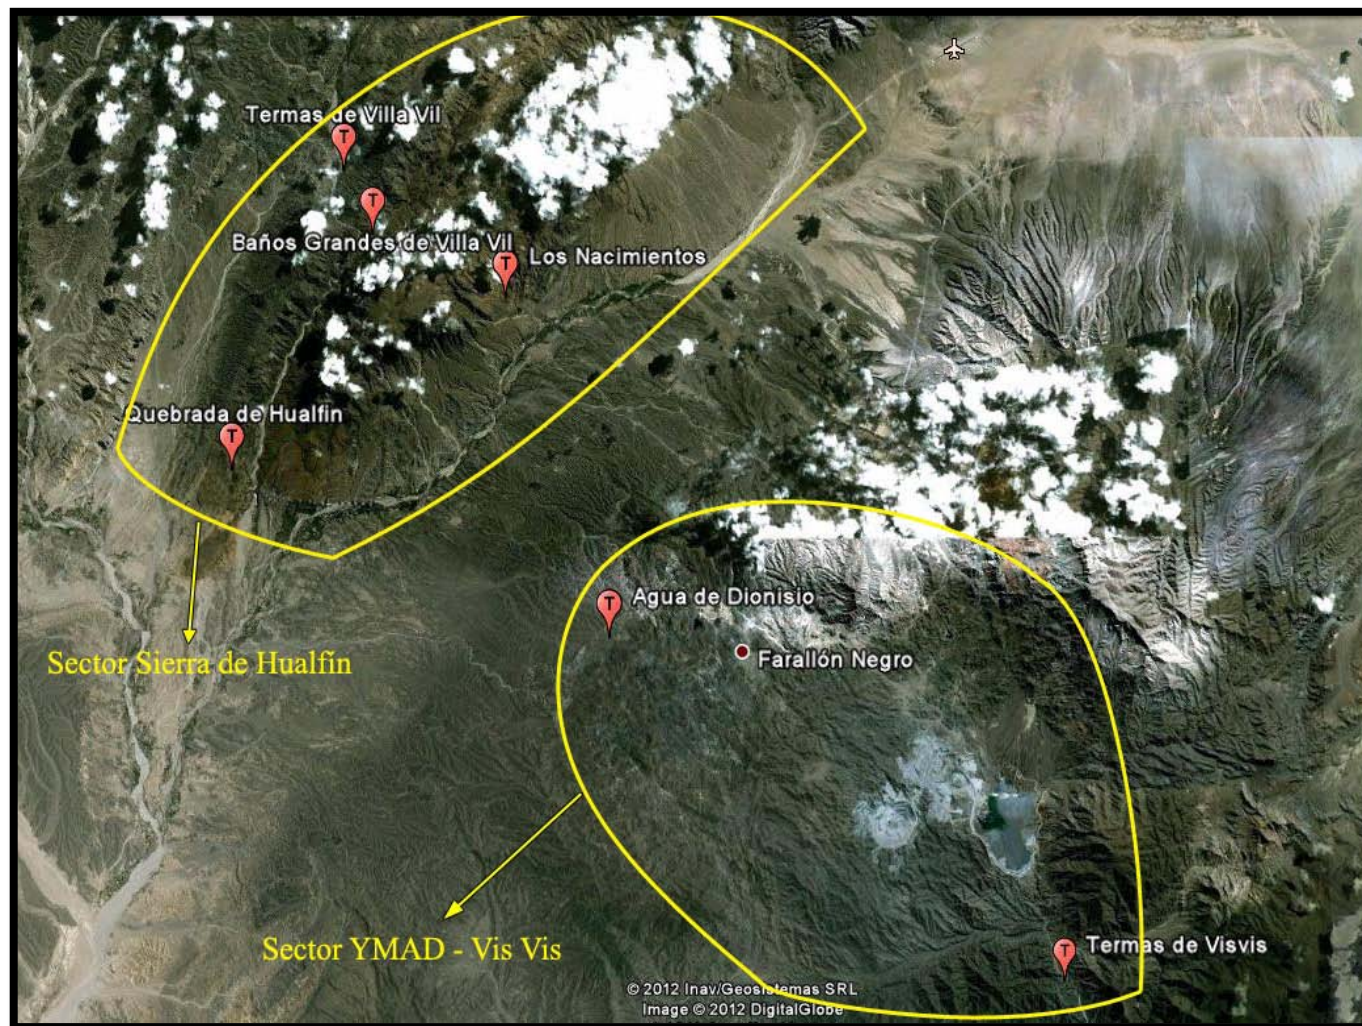 Termas de Villa Vil
Baños Grandes de Villa Vil
Los Nacimientos
Quebrada de Hualfin
Agua de Dionisio
Farallón Negro
Sector Sierra de Hualfín
Sector YMAD - Vis Vis
Termas de Visvis
© 2012 Inav/Geosistemas SRL
Image © 2012 DigitalGlobe
T
T
T
T
T
T